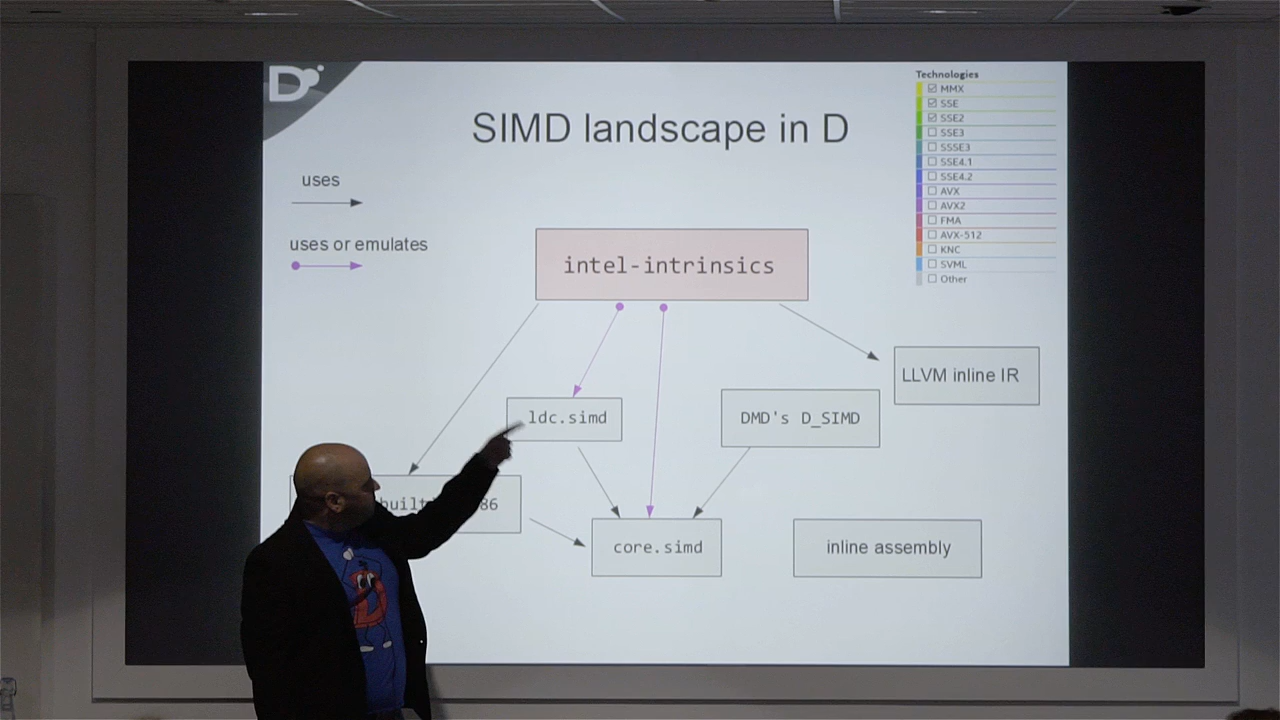 D
SIMD landscape in D
Technologies
MMX
SSE
SSE2
SSE3
SSSE3
SSE4.1
SSE4.2
AVX
AVX2
FMA
AVX-512
KNC
SVML
Other
uses
uses or emulates
intel-intrinsics
LLVM inline IR
ldc.simd
DMD's D_SIMD
core.simd
inline assembly